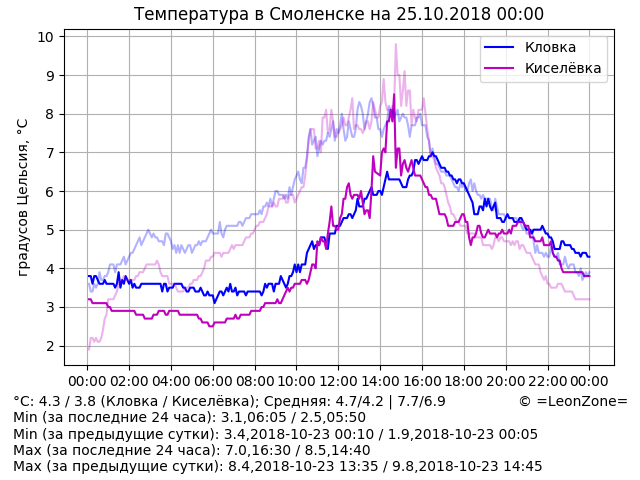 Температура в Смоленске на 25.10.2018 00:00
10
9
8
7
6
5
4
3
2
градусов Цельсия, °C
Кловка
Киселёвка
00:00 02:00 04:00 06:00 08:00 10:00 12:00 14:00 16:00 18:00 20:00 22:00 00:00
°C: 4.3 / 3.8 (Кловка / Киселёвка); Средняя: 4.7/4.2 | 7.7/6.9 © =LeonZone=
Min (за последние 24 часа): 3.1,06:05 / 2.5,05:50
Min (за предыдущие сутки): 3.4,2018-10-23 00:10 / 1.9,2018-10-23 00:05
Max (за последние 24 часа): 7.0,16:30 / 8.5,14:40
Max (за предыдущие сутки): 8.4,2018-10-23 13:35 / 9.8,2018-10-23 14:45